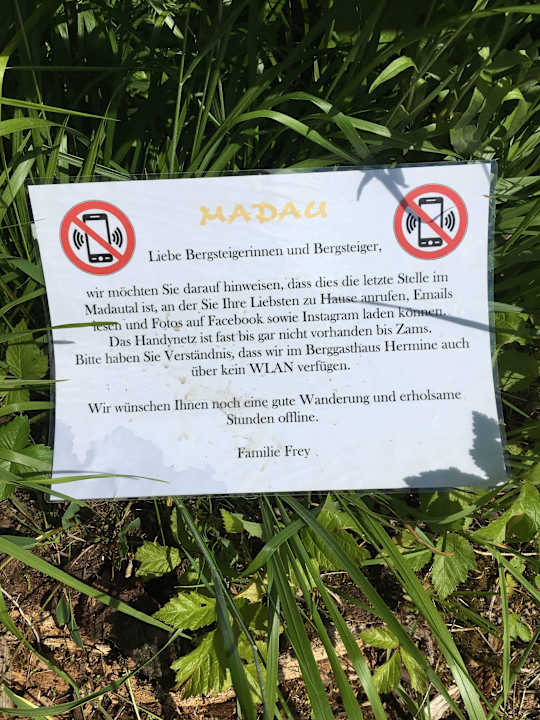 MADAU
Liebe Bergsteigerinnen und Bergsteiger,
wir möchten Sie darauf hinweisen, dass dies die letzte Stelle im
Madautal ist, an der Sie Ihre Liebsten zu Hause anrufen, Emails
lesen und Fotos auf Facebook sowie Instagram laden können.
Das Handynetz ist fast bis gar nicht vorhanden bis Zams.
Bitte haben Sie Verständnis, dass wir im Berggasthaus Hermine auch
über kein WLAN verfügen.
Wir wünschen Ihnen noch eine gute Wanderung und erholsame
Stunden offline.
Familie Frey